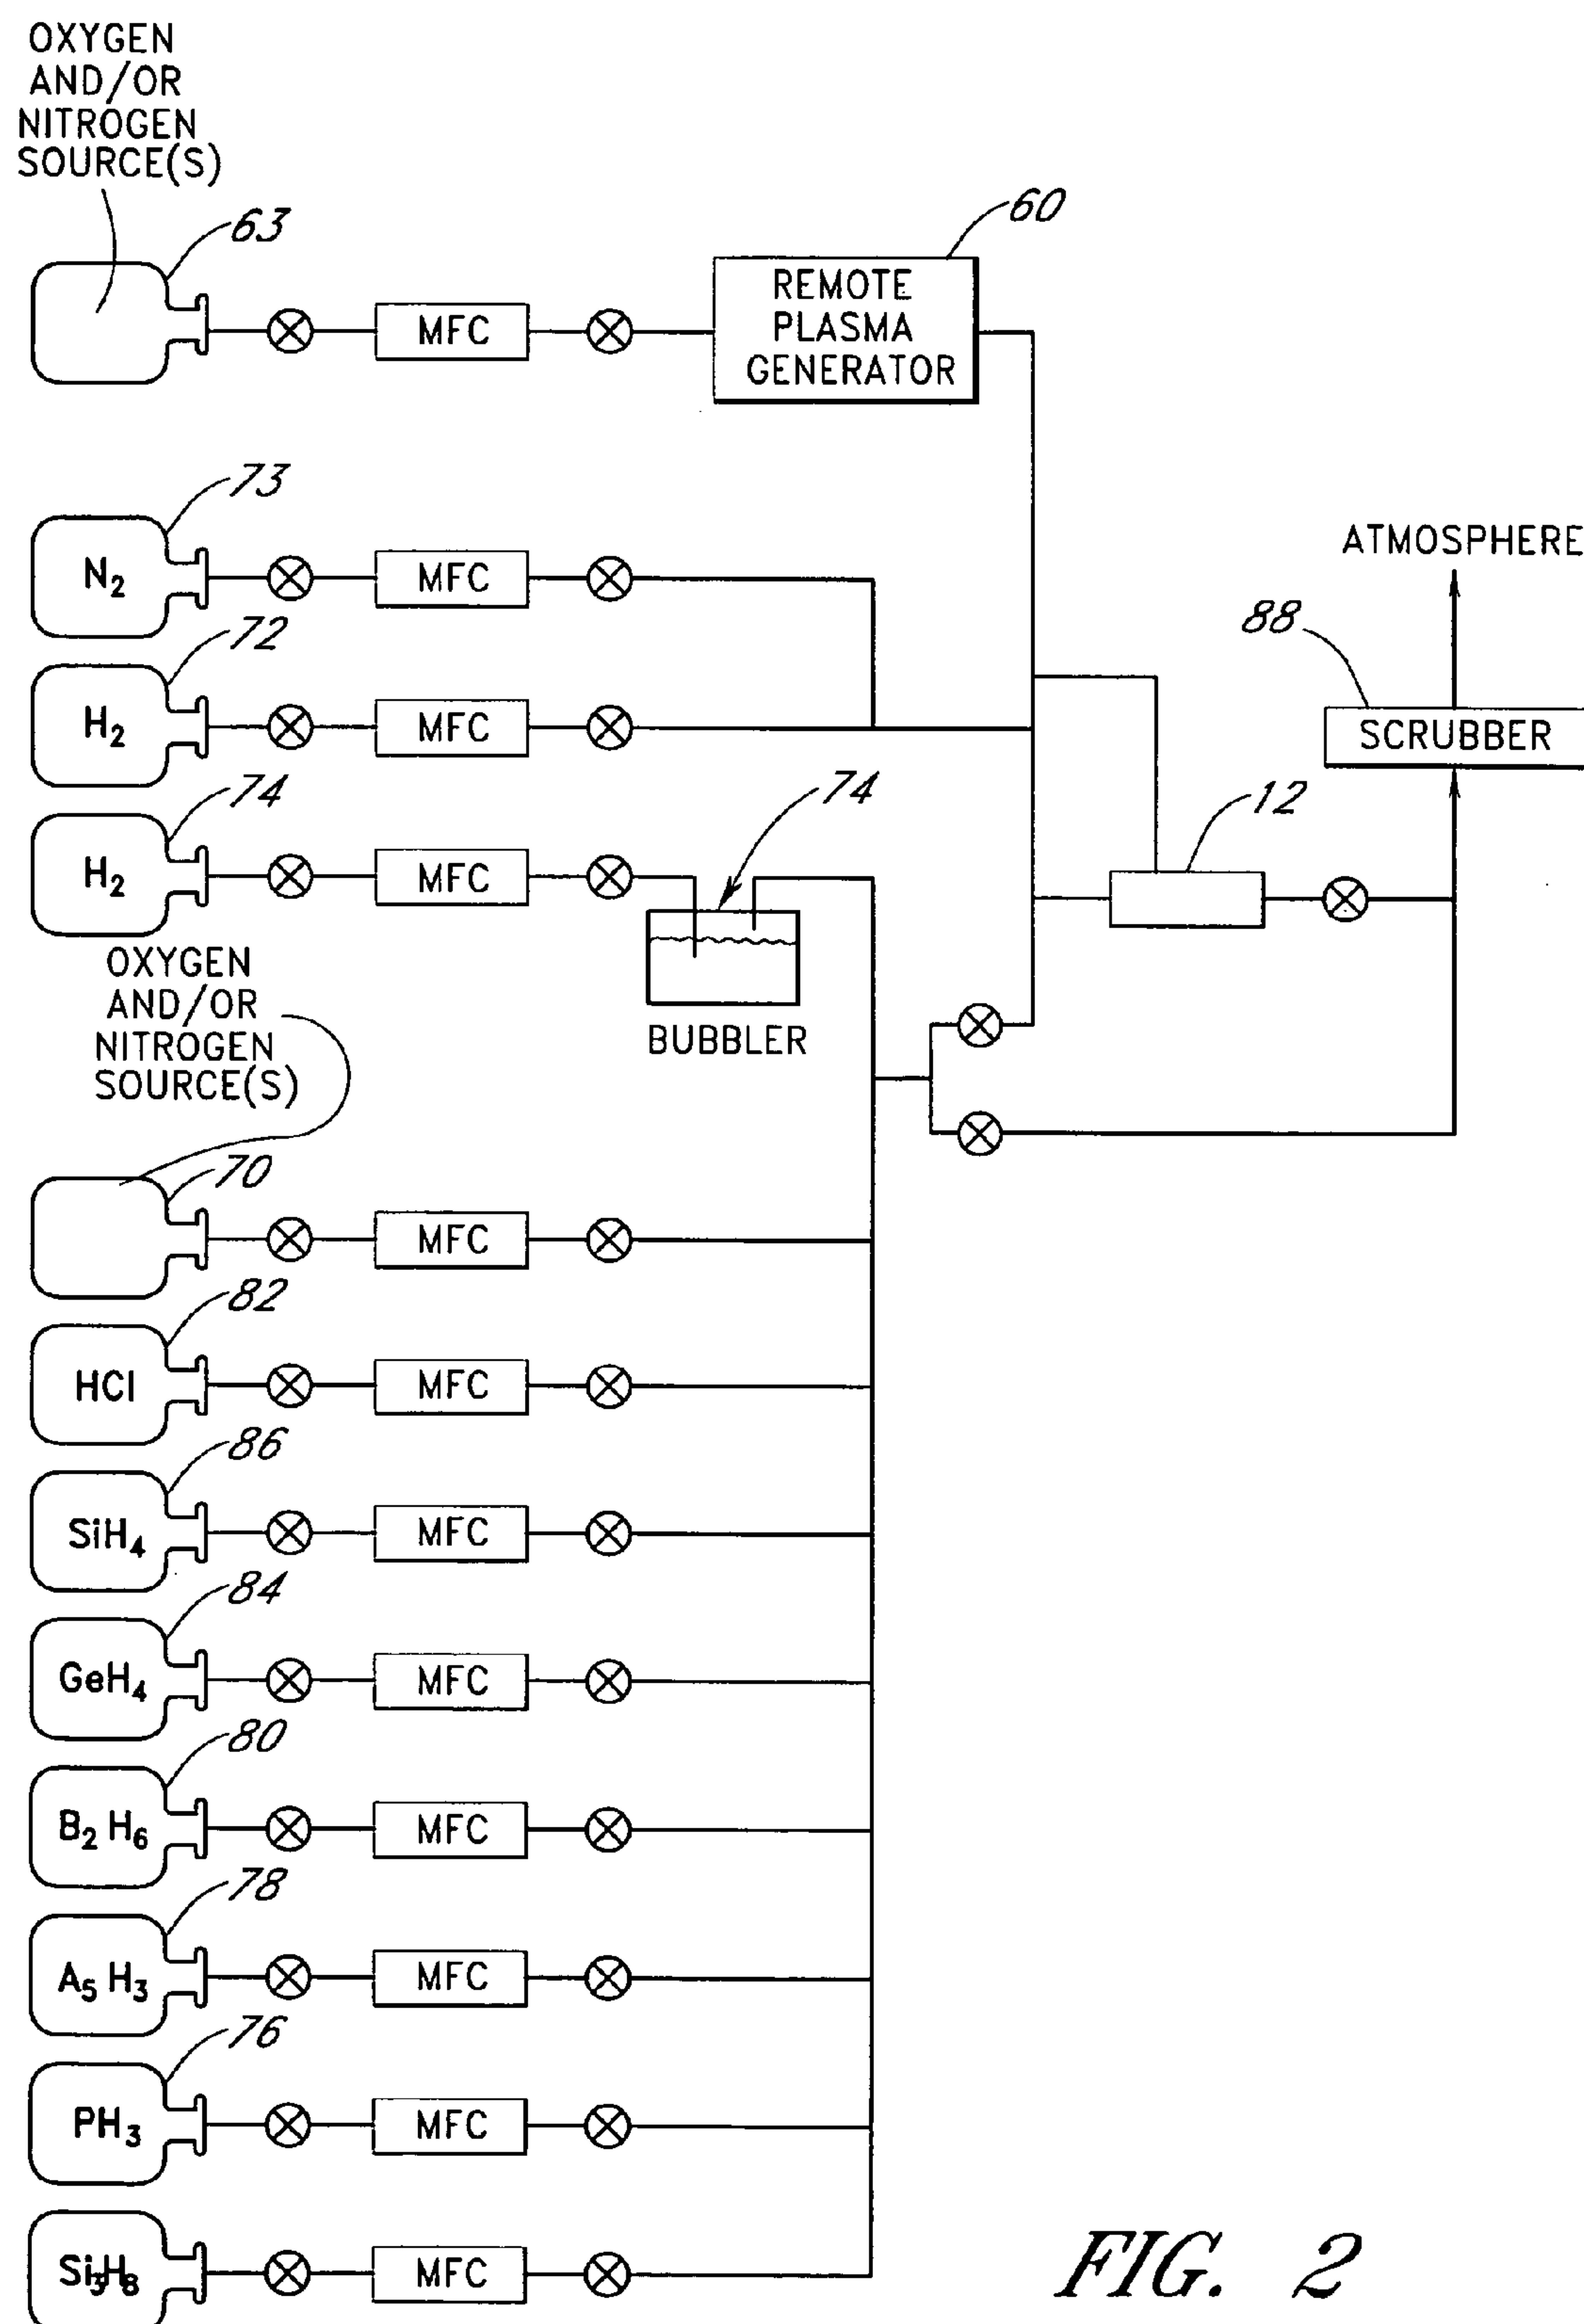 OXYGEN
AND/OR
NITROGEN
SOURCE(S)
63
MFC
REMOTE
PLASMA
GENERATOR
60
73
N2
MFC
72
H2
MFC
74
H2
MFC
74
BUBBLER
12
ATMOSPHERE
88
SCRUBBER
OXYGEN
AND/OR
NITROGEN
SOURCE(S)
70
MFC
82
HCl
MFC
86
SiH4
MFC
84
GeH4
MFC
80
B2 H6
MFC
78
A5 H3
MFC
76
PH3
MFC
Si3H8
MFC
FIG. 2